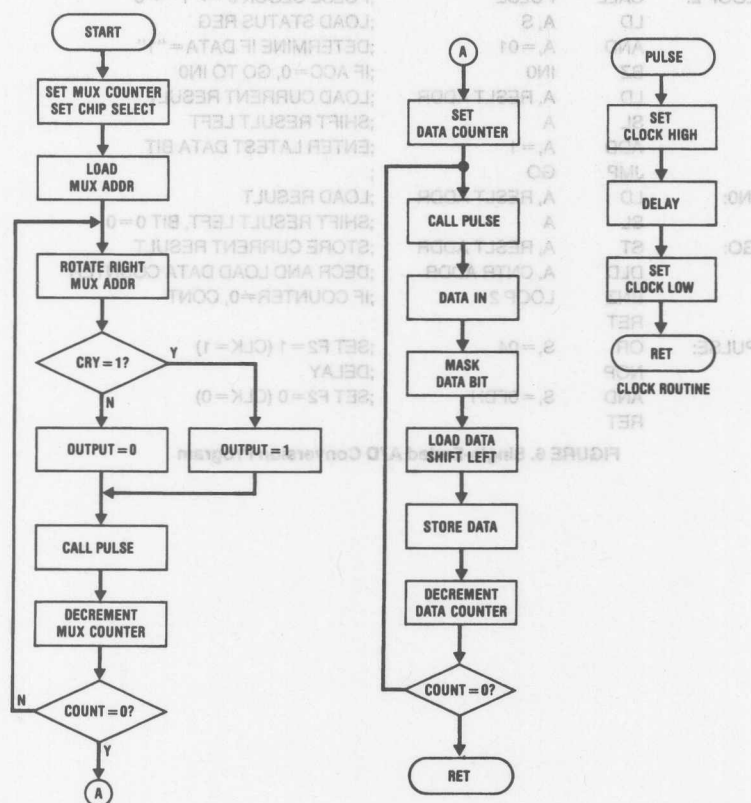 START
SET MUX COUNTER
SET CHIP SELECT
LOAD
MUX ADDR
ROTATE RIGHT
MUX ADDR
CRY = 1?
Y
N
OUTPUT = 0
OUTPUT = 1
CALL PULSE
DECREMENT
MUX COUNTER
N
COUNT = 0?
Y
A
A
SET
DATA COUNTER
CALL PULSE
DATA IN
MASK
DATA BIT
LOAD DATA
SHIFT LEFT
STORE DATA
DECREMENT
DATA COUNTER
COUNT = 0?
RET
PULSE
SET
CLOCK HIGH
DELAY
SET
CLOCK LOW
RET
CLOCK ROUTINE